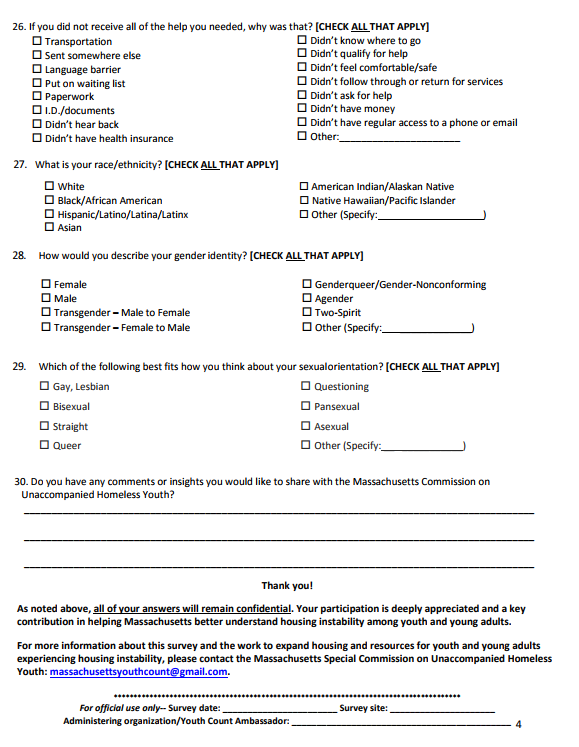 26. If you did not receive all of the help you needed, why was that? [CHECK ALL THAT APPLY]
☐ Transportation
☐ Sent somewhere else
☐ Language barrier
☐ Put on waiting list
☐ Paperwork
☐ I.D./documents
☐ Didn't hear back
☐ Didn't have health insurance
☐ Didn't know where to go
☐ Didn't qualify for help
☐ Didn't feel comfortable/safe
☐ Didn't follow through or return for services
☐ Didn't ask for help
☐ Didn't have money
☐ Didn't have regular access to a phone or email
☐ Other:______________________
27. What is your race/ethnicity? [CHECK ALL THAT APPLY]
☐ White
☐ Black/African American
☐ Hispanic/Latino/Latina/Latinx
☐ Asian
☐ American Indian/Alaskan Native
☐ Native Hawaiian/Pacific Islander
☐ Other (Specify:___________________)
28. How would you describe your gender identity? [CHECK ALL THAT APPLY]
☐ Female
☐ Male
☐ Transgender – Male to Female
☐ Transgender – Female to Male
☐ Genderqueer/Gender-Nonconforming
☐ Agender
☐ Two-Spirit
☐ Other (Specify:________________)
29. Which of the following best fits how you think about your sexualorientation? [CHECK ALL THAT APPLY]
☐ Gay, Lesbian
☐ Bisexual
☐ Straight
☐ Queer
☐ Questioning
☐ Pansexual
☐ Asexual
☐ Other (Specify:_______________)
30. Do you have any comments or insights you would like to share with the Massachusetts Commission on
Unaccompanied Homeless Youth?
Thank you!
As noted above, all of your answers will remain confidential. Your participation is deeply appreciated and a key
contribution in helping Massachusetts better understand housing instability among youth and young adults.
For more information about this survey and the work to expand housing and resources for youth and young adults
experiencing housing instability, please contact the Massachusetts Special Commission on Unaccompanied Homeless
Youth: massachusettsyouthcount@gmail.com.
For official use only-- Survey date: ____________________ Survey site: ___________________
Administering organization/Youth Count Ambassador: ________________________________________ 4